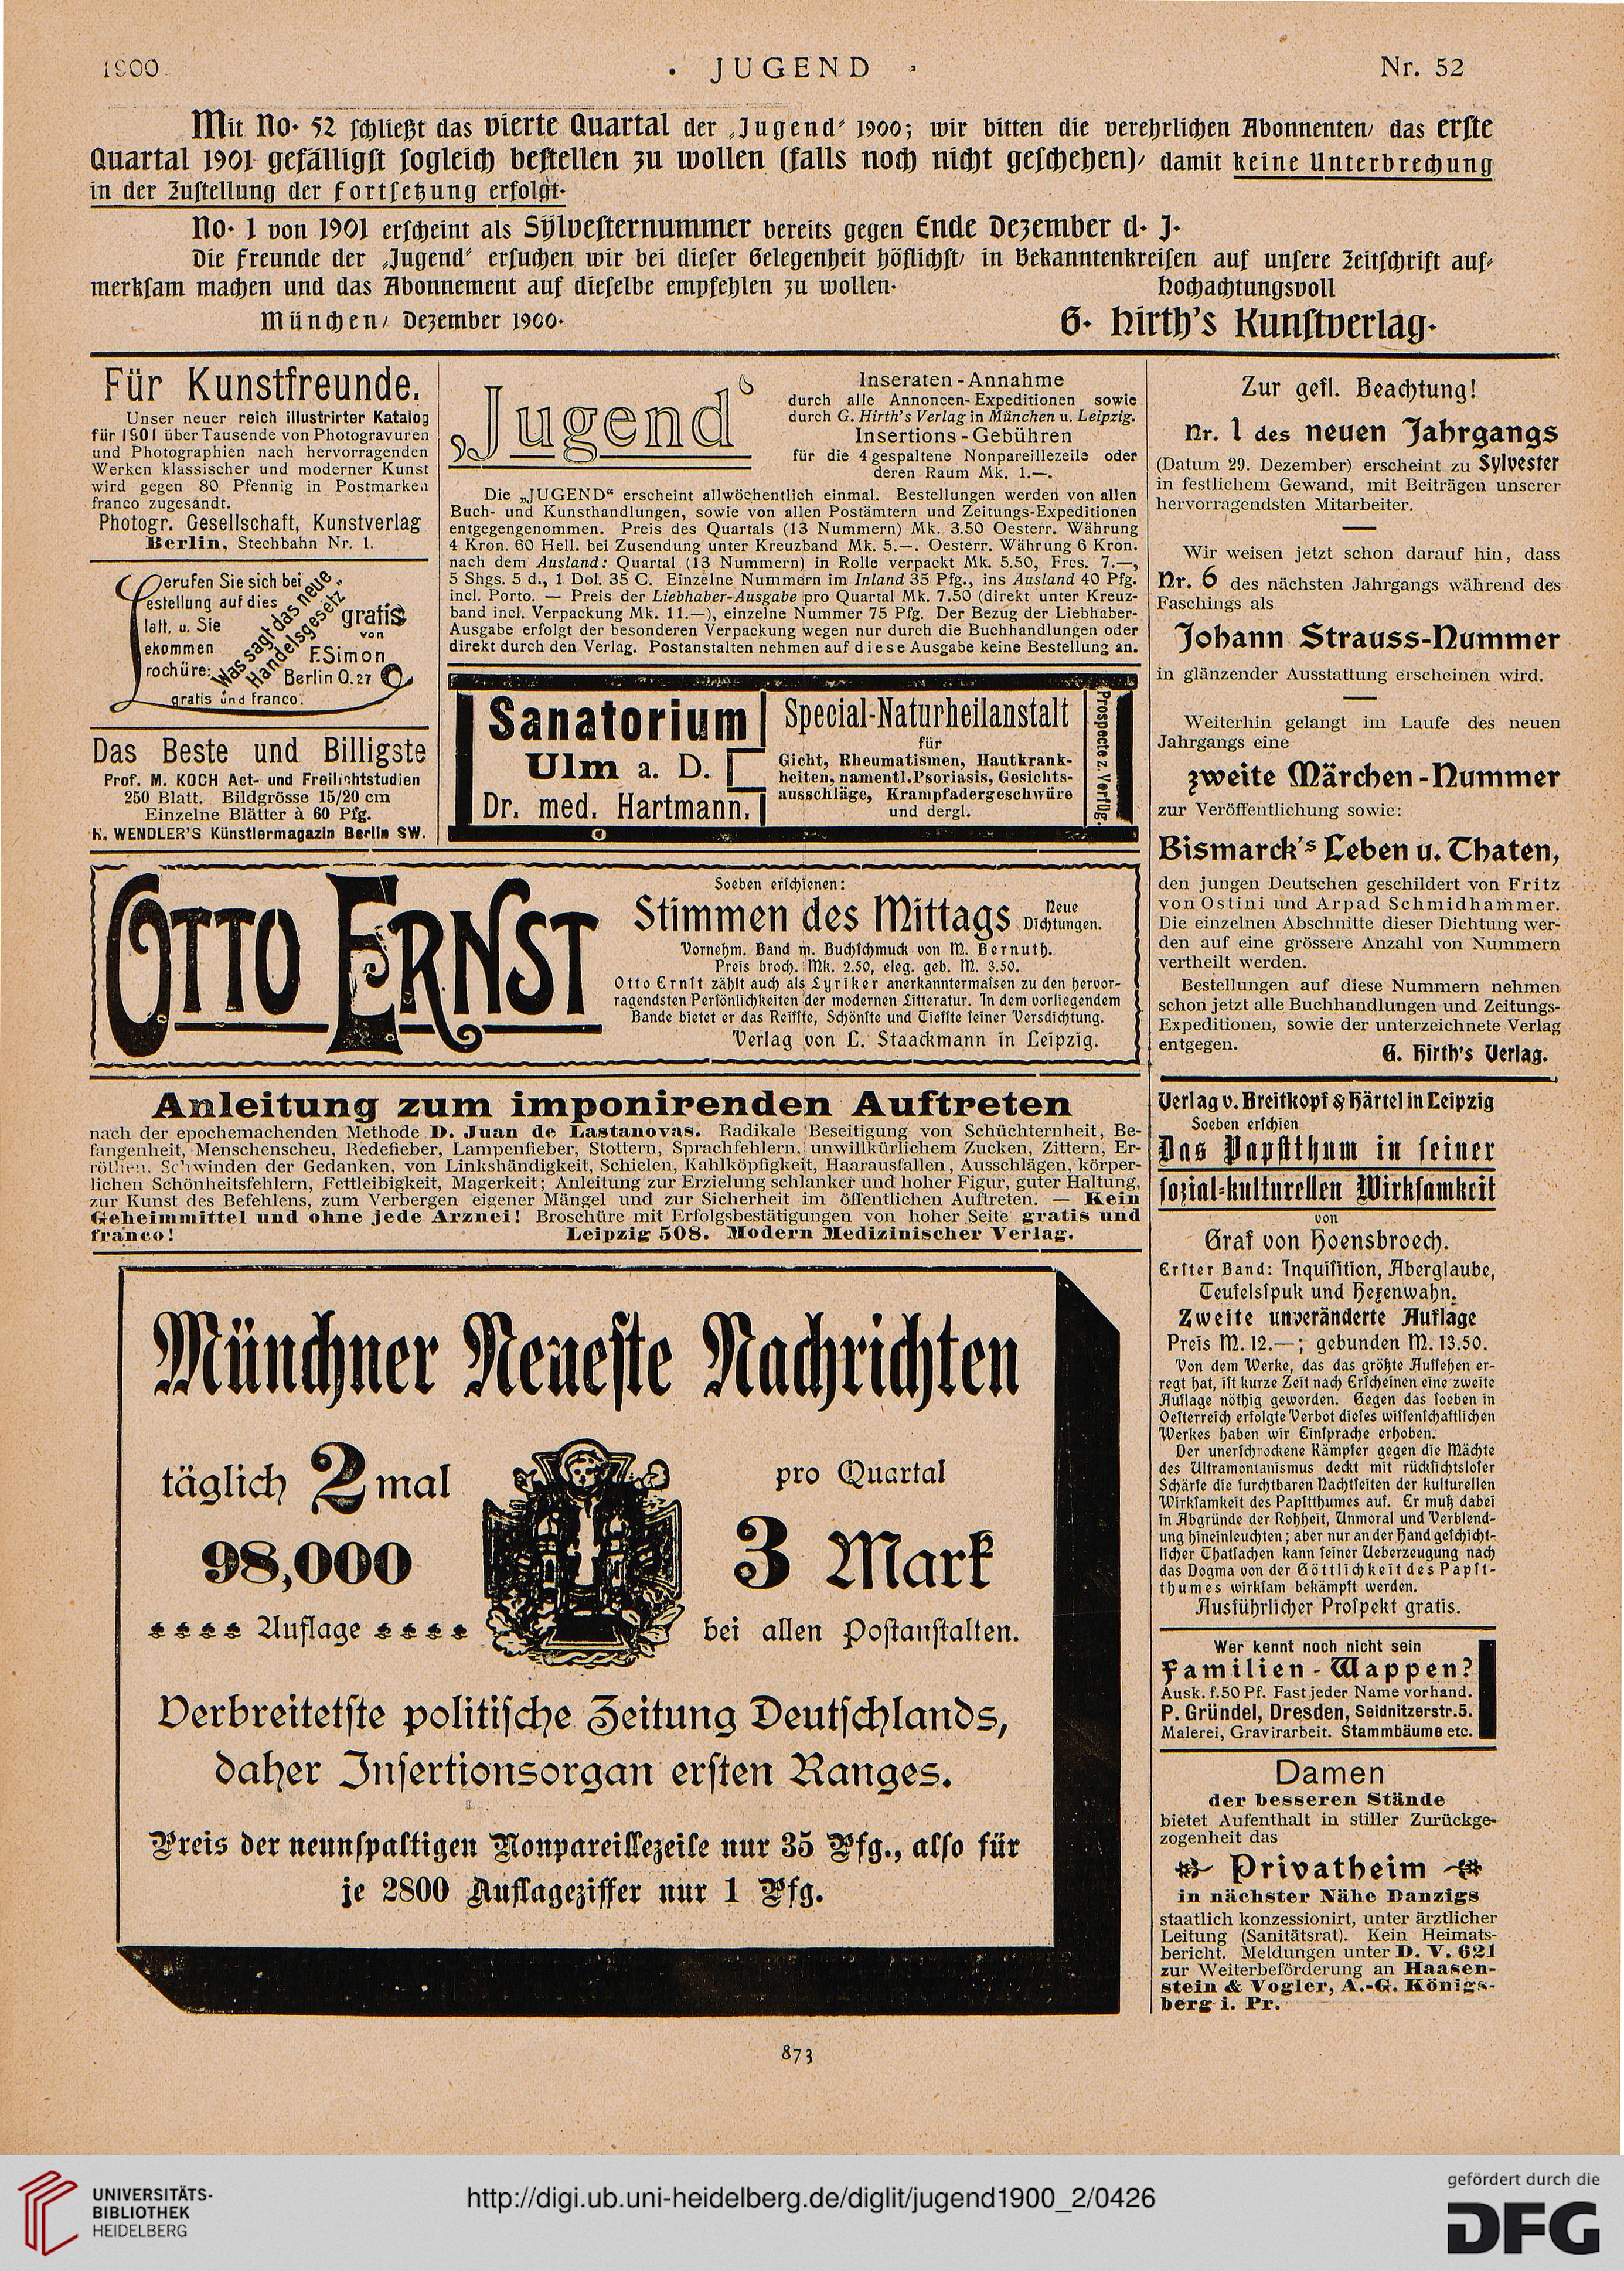 1900
· JUGEND ·
Nr. 52
Mit No. 52 schließt das vierte Quartal der „Jugend“ 1900; wir bitten die verehrlichen Abonnenten, das erste
Quartal 1901 gefälligst sogleich bestellen zu wollen (falls noch nicht geschehen), damit keine Unterbrechung
in der Zustellung der Fortsetzung erfolgt.
No. 1 von 1901 erscheint als Sylvesternummer bereits gegen Ende Dezember d. J.
Die Freunde der „Jugend“ ersuchen wir bei dieser Gelegenheit höflichst, in Bekanntenkreisen auf unsere Zeitschrift auf-
merksam machen und das Abonnement auf dieselbe empfehlen zu wollen.
Hochachtungsvoll
München, Dezember 1900.
G. Hirth's Kunstverlag.
Für Kunstfreunde.
Unser neuer reich illustrirter Katalog
für 1901 über Tausende von Photogravuren
und Photographien nach hervorragenden
Werken klassischer und moderner Kunst
wird gegen 80 Pfennig in Postmarken
franco zugesandt.
Photogr. Gesellschaft, Kunstverlag
Berlin, Stechbahn Nr. 1.
Berufen Sie sich bei
Bestellung auf dies
Blatt, u. Sie
bekommen
Brochüre:
Was sagt das neue
Handelsgesetz
gratis
von
F. Simon
Berlin O. 27
gratis und franco.
Das Beste und Billigste
Prof. M. KOCH Act- und Freilichtstudien
250 Blatt. Bildgrösse 15/20 cm
Einzelne Blätter à 60 Pfg.
K. WENDLER'S Künstlermagazin Berlin SW.
„Jugend“
Inseraten-Annahme
durch alle Annoncen-Expeditionen sowie
durch G. Hirth's Verlag in München u. Leipzig.
Insertions-Gebühren
für die 4 gespaltene Nonpareillezeile oder
deren Raum Mk. 1.—.
Die „JUGEND“ erscheint allwöchentlich einmal. Bestellungen werden von allen
Buch- und Kunsthandlungen, sowie von allen Postämtern und Zeitungs-Expeditionen
entgegengenommen. Preis des Quartals (13 Nummern) Mk. 3.50 Oesterr. Währung
4 Kron. 60 Hell. bei Zusendung unter Kreuzband Mk. 5.—. Oesterr. Währung 6 Kron.
nach dem Ausland: Quartal (13 Nummern) in Rolle verpackt Mk. 5.50, Frcs. 7.—,
5 Shgs. 5 d., 1 Dol. 35 C. Einzelne Nummern im Inland 35 Pfg., ins Ausland 40 Pfg.
incl. Porto. — Preis der Liebhaber-Ausgabe pro Quartal Mk. 7.50 (direkt unter Kreuz-
band incl. Verpackung Mk. 11.—), einzelne Nummer 75 Pfg. Der Bezug der Liebhaber-
Ausgabe erfolgt der besonderen Verpackung wegen nur durch die Buchhandlungen oder
direkt durch den Verlag. Postanstalten nehmen auf diese Ausgabe keine Bestellung an.
Sanatorium
Ulm a. D.
Dr. med. Hartmann.
Special-Naturheilanstalt
für
Gicht, Rheumatismen, Hautkrank-
heiten, namentl. Psoriasis, Gesichts-
ausschläge, Krampfadergeschwüre
und dergl.
Prospecte z. Verfüg.
OTTO ERNST
Soeben erschienen:
Stimmen des Mittags Neue Dichtungen.
Vornehm. Band m. Buchschmuck von M. Bernuth.
Preis broch. Mk. 2.50, eleg. geb. M. 3.50.
Otto Ernst zählt auch als Lyriker anerkanntermasen zu den hervor-
ragendsten Persönlichkeiten der modernen Litteratur. In dem vorliegendem
Bande bietet er das Reifste, Schönste und Tiefste seiner Versdichtung.
Verlag von L. Staackmann in Leipzig.
Anleitung zum imponirenden Auftreten
nach der epochemachenden Methode D. Juan de Lastanovas. Radikale Beseitigung von Schüchternheit, Be-
fangenheit, Menschenscheu, Redefieber, Lampenfieber, Stottern, Sprachfehlern, unwillkürlichem Zucken, Zittern, Er-
röthen, Schwinden der Gedanken, von Linkshändigkeit, Schielen, Kahlköpfigkeit, Haarausfallen, Ausschlägen, körper-
lichen Schönheitsfehlern, Fettleibigkeit, Magerkeit; Anleitung zur Erzielung schlanker und hoher Figur, guter Haltung,
zur Kunst des Befehlens, zum Verbergen eigener Mängel und zur Sicherheit im öffentlichen Auftreten. — Kein
Geheimmittel und ohne jede Arznei! Broschüre mit Erfolgsbestätigungen von hoher Seite gratis und
franco!
Leipzig 508. Modern Medizinischer Verlag.
Münchner Neueste Nachrichten
täglich 2 mal
98,000
Auflage
pro Quartal
3 Mark
bei allen Postanstalten.
Verbreitetste politische Zeitung Deutschlands,
daher Insertionsorgan ersten Ranges.
Preis der neunspaltigen Nonpareillezeile nur 35 Pfg., also für
je 2800 Auflageziffer nur 1 Pfg.
Zur gefl. Beachtung!
Nr. 1 des neuen Jahrgangs
(Datum 29. Dezember) erscheint zu Sylvester
in festlichem Gewand, mit Beiträgen unserer
hervorragendsten Mitarbeiter.
Wir weisen jetzt schon darauf hin, dass
Nr. 6 des nächsten Jahrgangs während des
Faschings als
Johann Strauss-Nummer
in glänzender Ausstattung erscheinen wird.
Weiterhin gelangt im Laufe des neuen
Jahrgangs eine
zweite Märchen-Nummer
zur Veröffentlichung sowie:
Bismarck's Leben u. Thaten,
den jungen Deutschen geschildert von Fritz
von Ostini und Arpad Schmidhammer.
Die einzelnen Abschnitte dieser Dichtung wer-
den auf eine grössere Anzahl von Nummern
vertheilt werden.
Bestellungen auf diese Nummern nehmen
schon jetzt alle Buchhandlungen und Zeitungs-
Expeditionen, sowie der unterzeichnete Verlag
entgegen.
G. Hirth's Verlag.
Verlag v. Breitkopf & Härtel in Leipzig
Soeben erschien
Das Papstthum in seiner
sozial-kulturellen Wirksamkeit
von
Graf von Hoensbroech.
Erster Band: Inquisition, Aberglaube,
Teufelsspuk und Hexenwahn.
Zweite unveränderte Auflage
Preis M. 12.—; gebunden M. 13.50.
Von dem Werke, das das größte Aufsehen er-
regt hat, ist kurze Zeit nach Erscheinen eine zweite
Auflage nöthig geworden. Gegen das soeben in
Oesterreich erfolgte Verbot dieses wissenschaftlichen
Werkes haben wir Einsprache erhoben.
Der unerschrockene Kämpfer gegen die Mächte
des Ultramontanismus deckt mit rücksichtsloser
Schärfe die furchtbaren Nachtseiten der kulturellen
Wirksamkeit des Papstthumes auf. Er muß dabei
in Abgründe der Rohheit, Unmoral und Verblend-
ung hineinleuchten; aber nur an der Hand geschicht-
licher Thatsachen kann seiner Ueberzeugung nach
das Dogma von der Göttlichkeit des Papst-
thumes wirksam bekämpft werden.
Ausführlicher Prospekt gratis.
Wer kennt noch nicht sein
Familien-Wappen?
Ausk. f. 50 Pf. Fast jeder Name vorhand.
P. Gründel, Dresden, Seidnitzerstr. 5.
Malerei, Gravirarbeit. Stammbäume etc.
Damen
der besseren Stände
bietet Aufenthalt in stiller Zurückge-
zogenheit das
Privatheim
in nächster Nähe Danzigs
staatlich konzessionirt, unter ärztlicher
Leitung (Sanitätsrat). Kein Heimats-
bericht. Meldungen unter D. V. 621
zur Weiterbeförderung an Haasen-
stein & Vogler, A.-G. Königs-
berg i. Pr.
873
UNIVERSITÄTS-
BIBLIOTHEK
HEIDELBERG
http://digi.ub.uni-heidelberg.de/diglit/jugend1900_2/0426
gefördert durch die
DFG